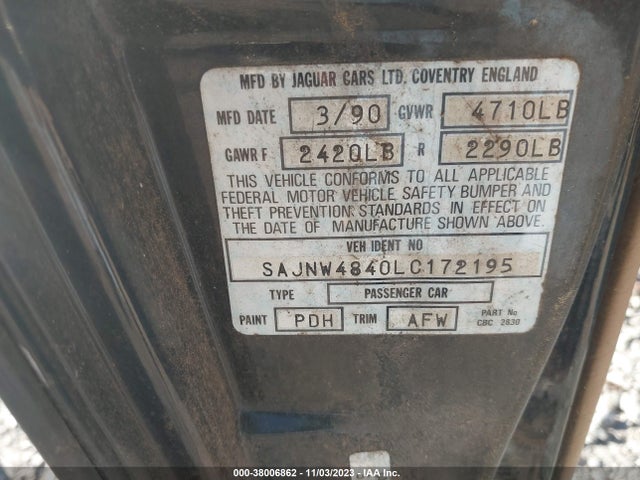 MFD BY JAGUAR CARS LTD. COVENTRY ENGLAND
MFD DATE 3/90 GVWR 4710LB
GAWR F 2420LB R 2290LB
THIS VEHICLE CONFORMS TO ALL APPLICABLE
FEDERAL MOTOR VEHICLE SAFETY BUMPER AND
THEFT PREVENTION STANDARDS IN EFFECT ON
THE DATE OF MANUFACTURE SHOWN ABOVE.
VEH IDENT NO
SAJNW4840LC172195
TYPE PASSENGER CAR
PAINT PDH TRIM AFW PART No
CBC 2830
000-38006862 - 11/03/2023 - IAAI.com